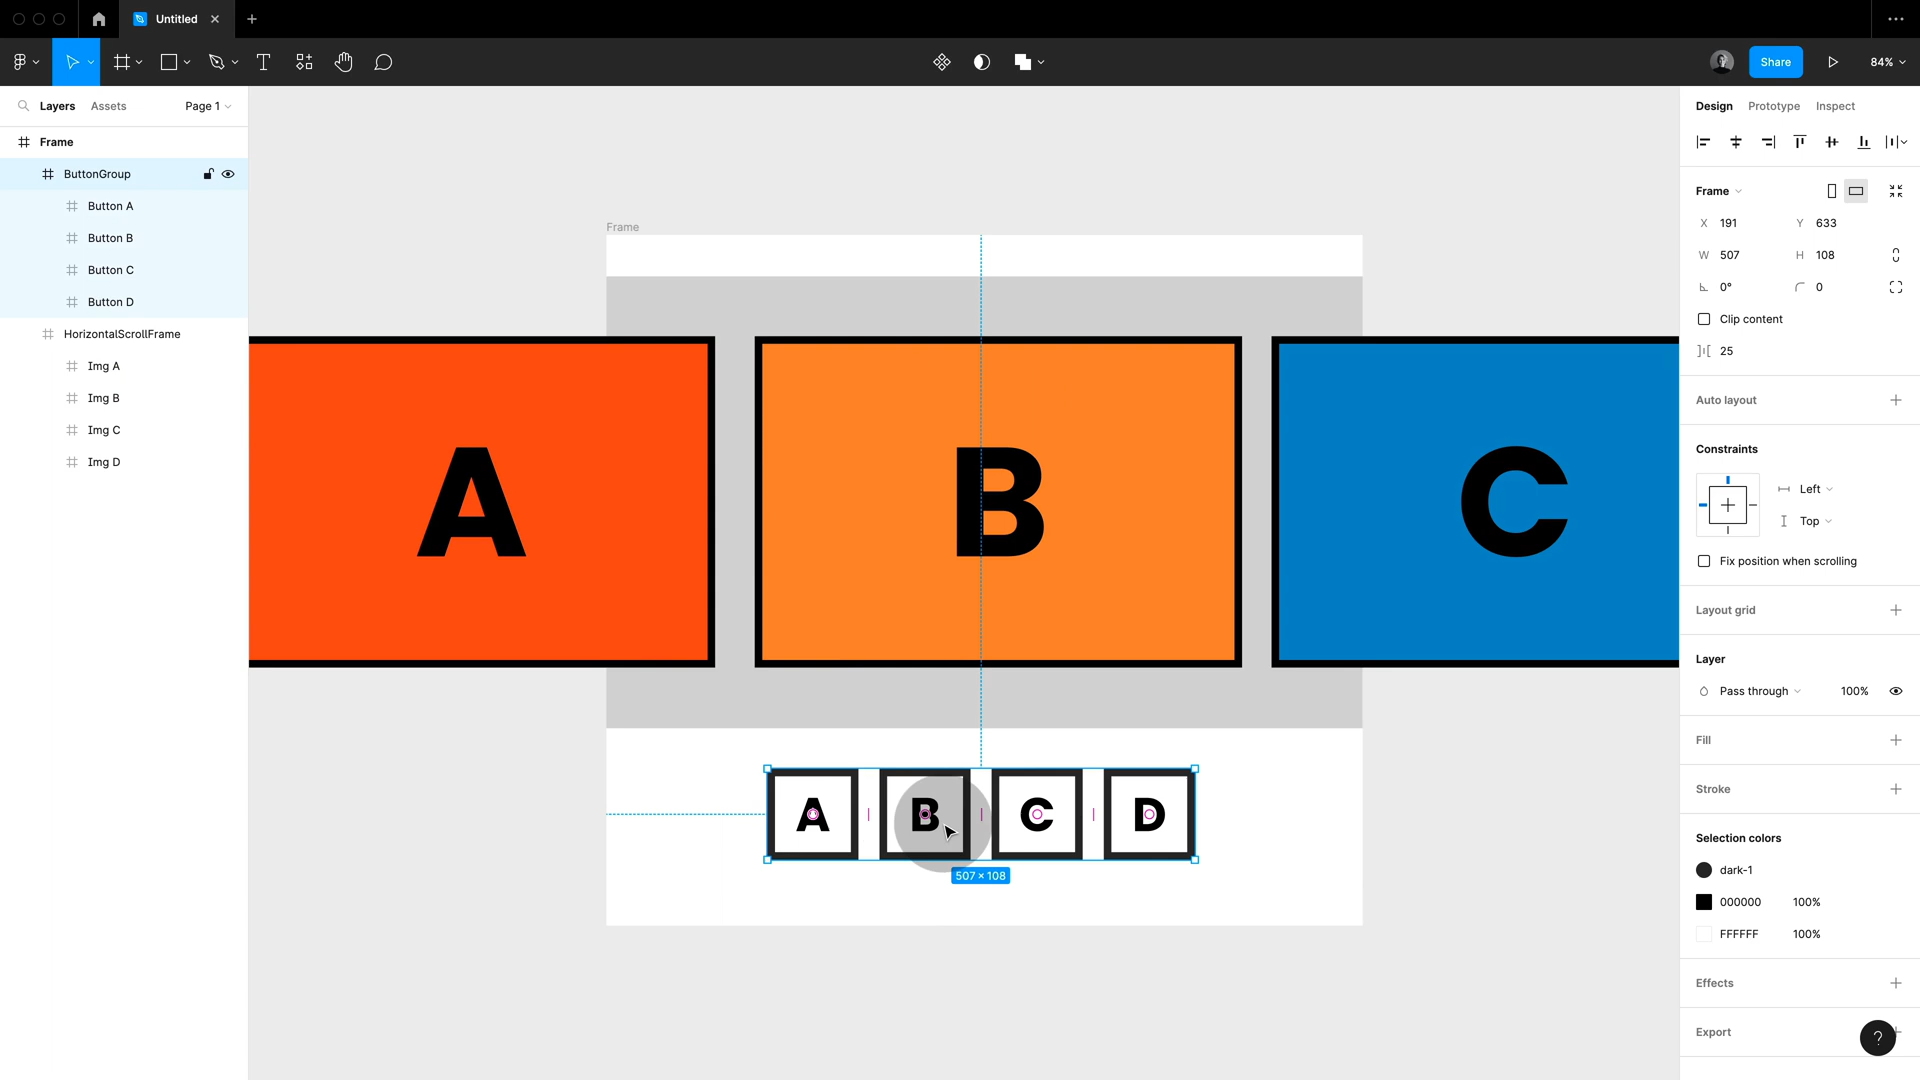 Untitled
Share
84%
Layers
Assets
Page 1
Design
Prototype
Inspect
Frame
ButtonGroup
Button A
Button B
Button C
Button D
HorizontalScrollFrame
Img A
Img B
Img C
Img D
Frame
A
B
C
A
B
C
D
507 × 108
Frame
X 191
Y 633
W 507
H 108
0°
0
Clip content
25
Auto layout
Constraints
Left
Top
Fix position when scrolling
Layout grid
Layer
Pass through
100%
Fill
Stroke
Selection colors
dark-1
000000
100%
FFFFFF
100%
Effects
Export
?